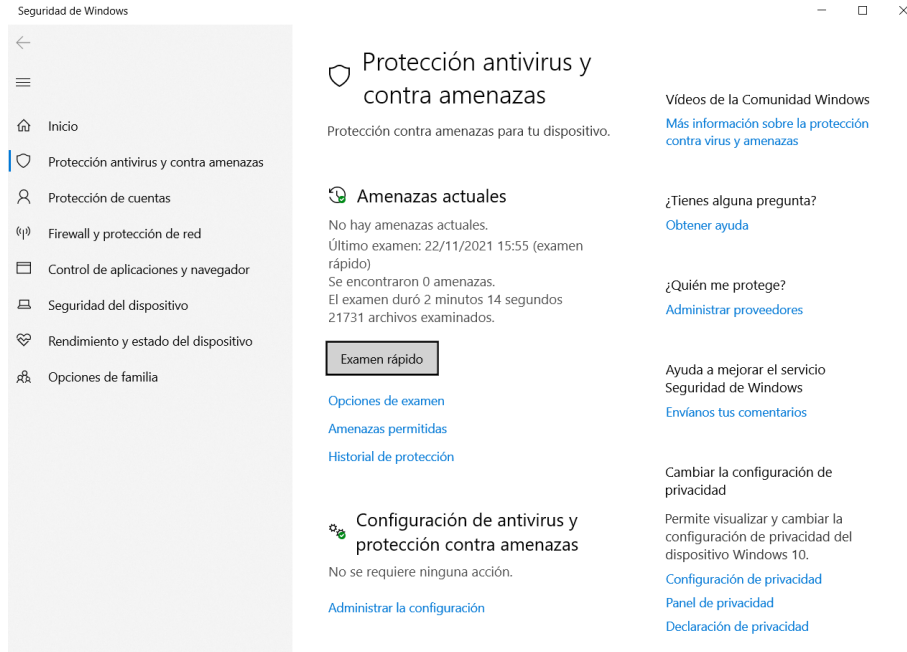 Seguridad de Windows
Inicio
Protección antivirus y contra amenazas
Protección de cuentas
Firewall y protección de red
Control de aplicaciones y navegador
Seguridad del dispositivo
Rendimiento y estado del dispositivo
Opciones de familia
Protección antivirus y
contra amenazas
Protección contra amenazas para tu dispositivo.
Amenazas actuales
No hay amenazas actuales.
Último examen: 22/11/2021 15:55 (examen
rápido)
Se encontraron 0 amenazas.
El examen duró 2 minutos 14 segundos
21731 archivos examinados.
Examen rápido
Opciones de examen
Amenazas permitidas
Historial de protección
Configuración de antivirus y
protección contra amenazas
No se requiere ninguna acción.
Administrar la configuración
Vídeos de la Comunidad Windows
Más información sobre la protección
contra virus y amenazas
¿Tienes alguna pregunta?
Obtener ayuda
¿Quién me protege?
Administrar proveedores
Ayuda a mejorar el servicio
Seguridad de Windows
Envíanos tus comentarios
Cambiar la configuración de
privacidad
Permite visualizar y cambiar la
configuración de privacidad del
dispositivo Windows 10.
Configuración de privacidad
Panel de privacidad
Declaración de privacidad